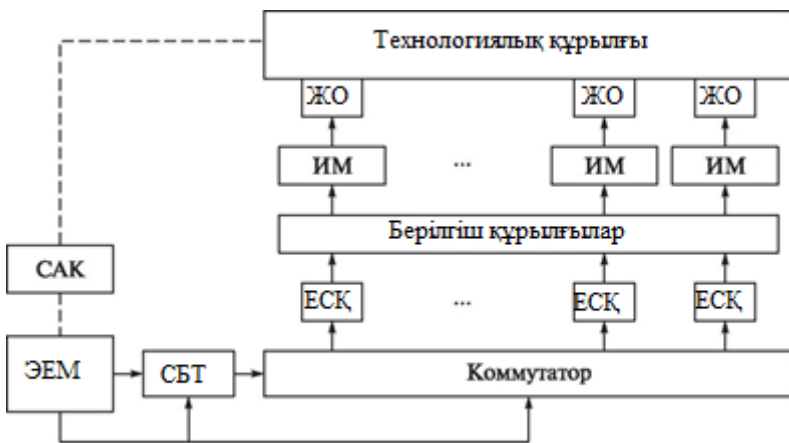 Технологиялық құрылғы
ЖО
ЖО
ЖО
ИМ
...
ИМ
ИМ
Берілгіш құрылғылар
САК
ЕСҚ
...
ЕСҚ
ЕСҚ
ЭЕМ
СБТ
Коммутатор